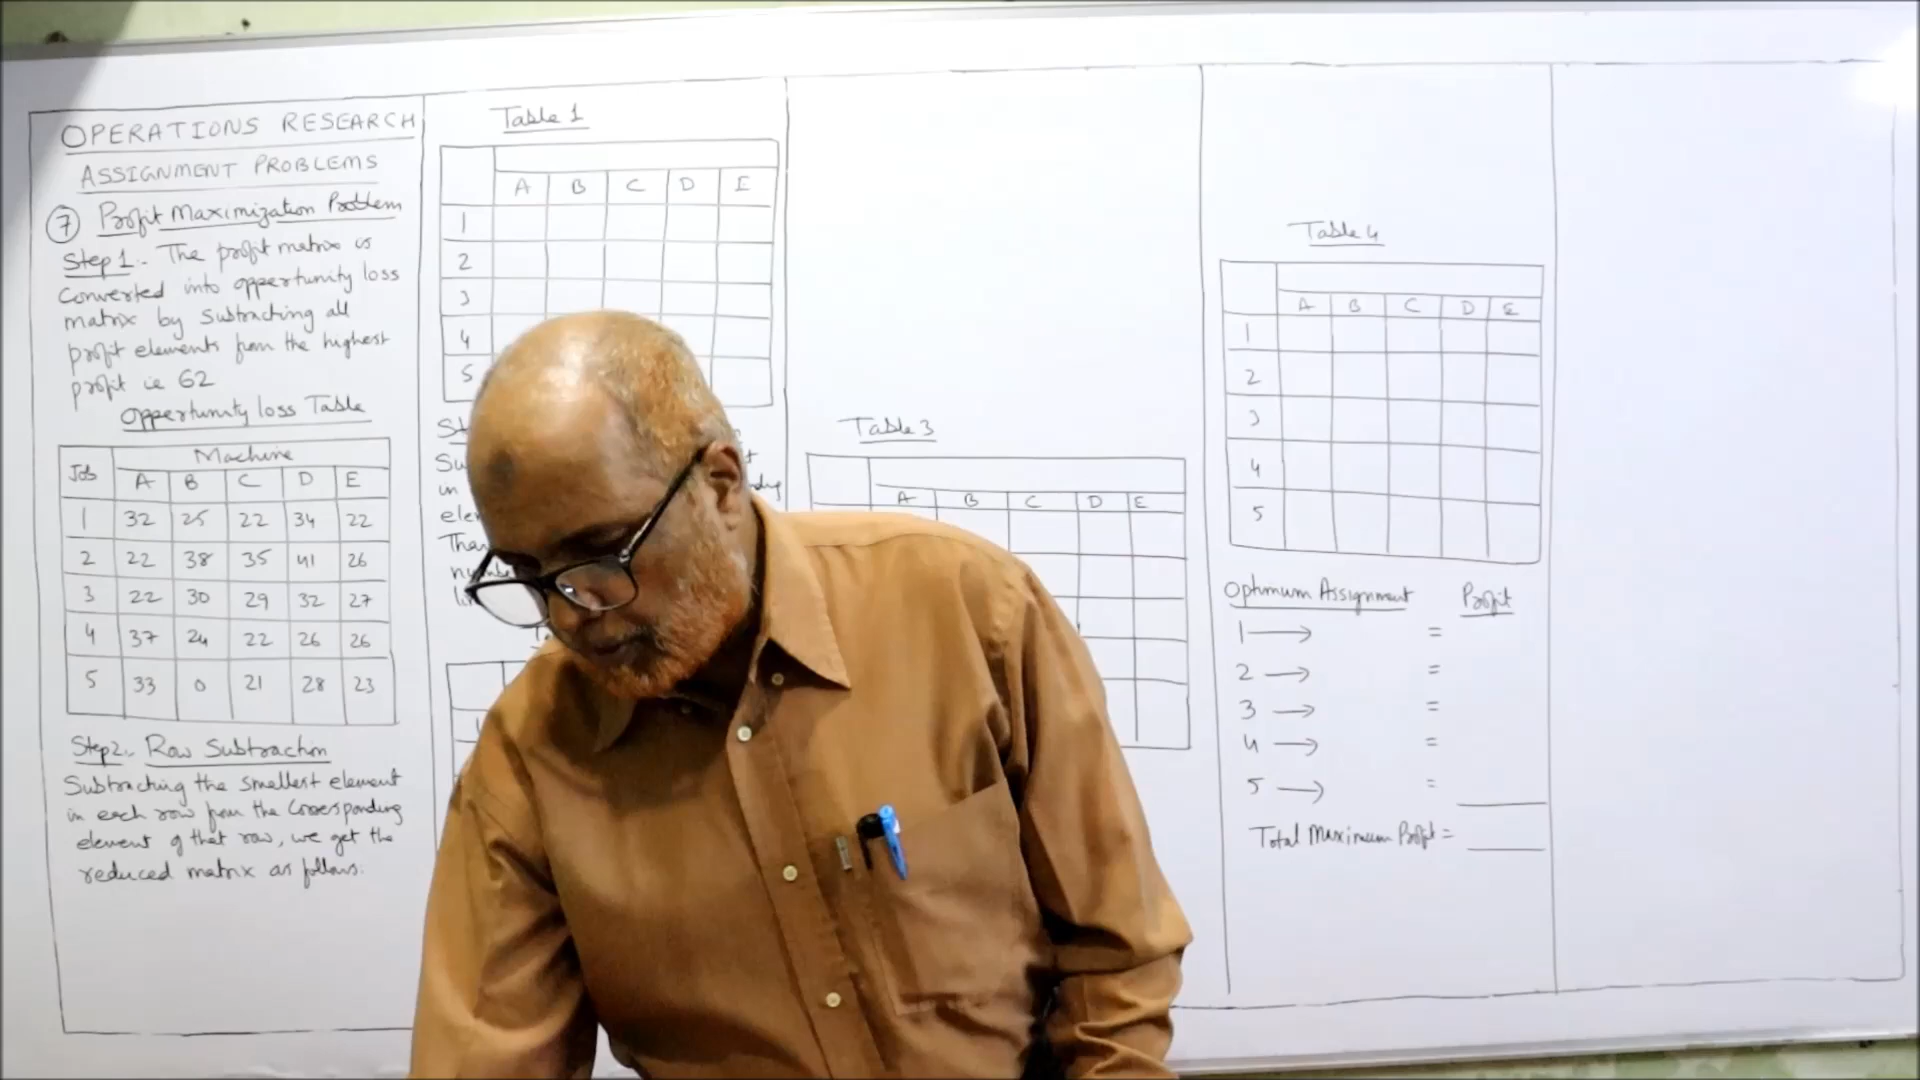 OPERATIONS RESEARCH
ASSIGNMENT PROBLEMS
7 Profit Maximization Problem
Step 1:- The profit matrix is
Converted into oppertunity loss
matrix by subtracting all
profit elements from the highest
profit ie 62
Oppertunity loss Table
Job Machine
A B C D E
1 32 25 22 34 22
2 22 38 35 41 26
3 22 30 29 32 27
4 37 24 22 26 26
5 33 0 21 28 23
Step2:- Row Subtraction
Subtracting the smallest element
in each row from the Corresponding
element of that row, we get the
reduced matrix as follows:
Table 1
A B C D E
1
2
3
4
5
in
Table 3
A B C D E
Table 4
A B C D E
1
2
3
4
5
Optimum Assignment Profit
1 → =
2 → =
3 → =
4 → =
5 → =
Total Maximum Profit =